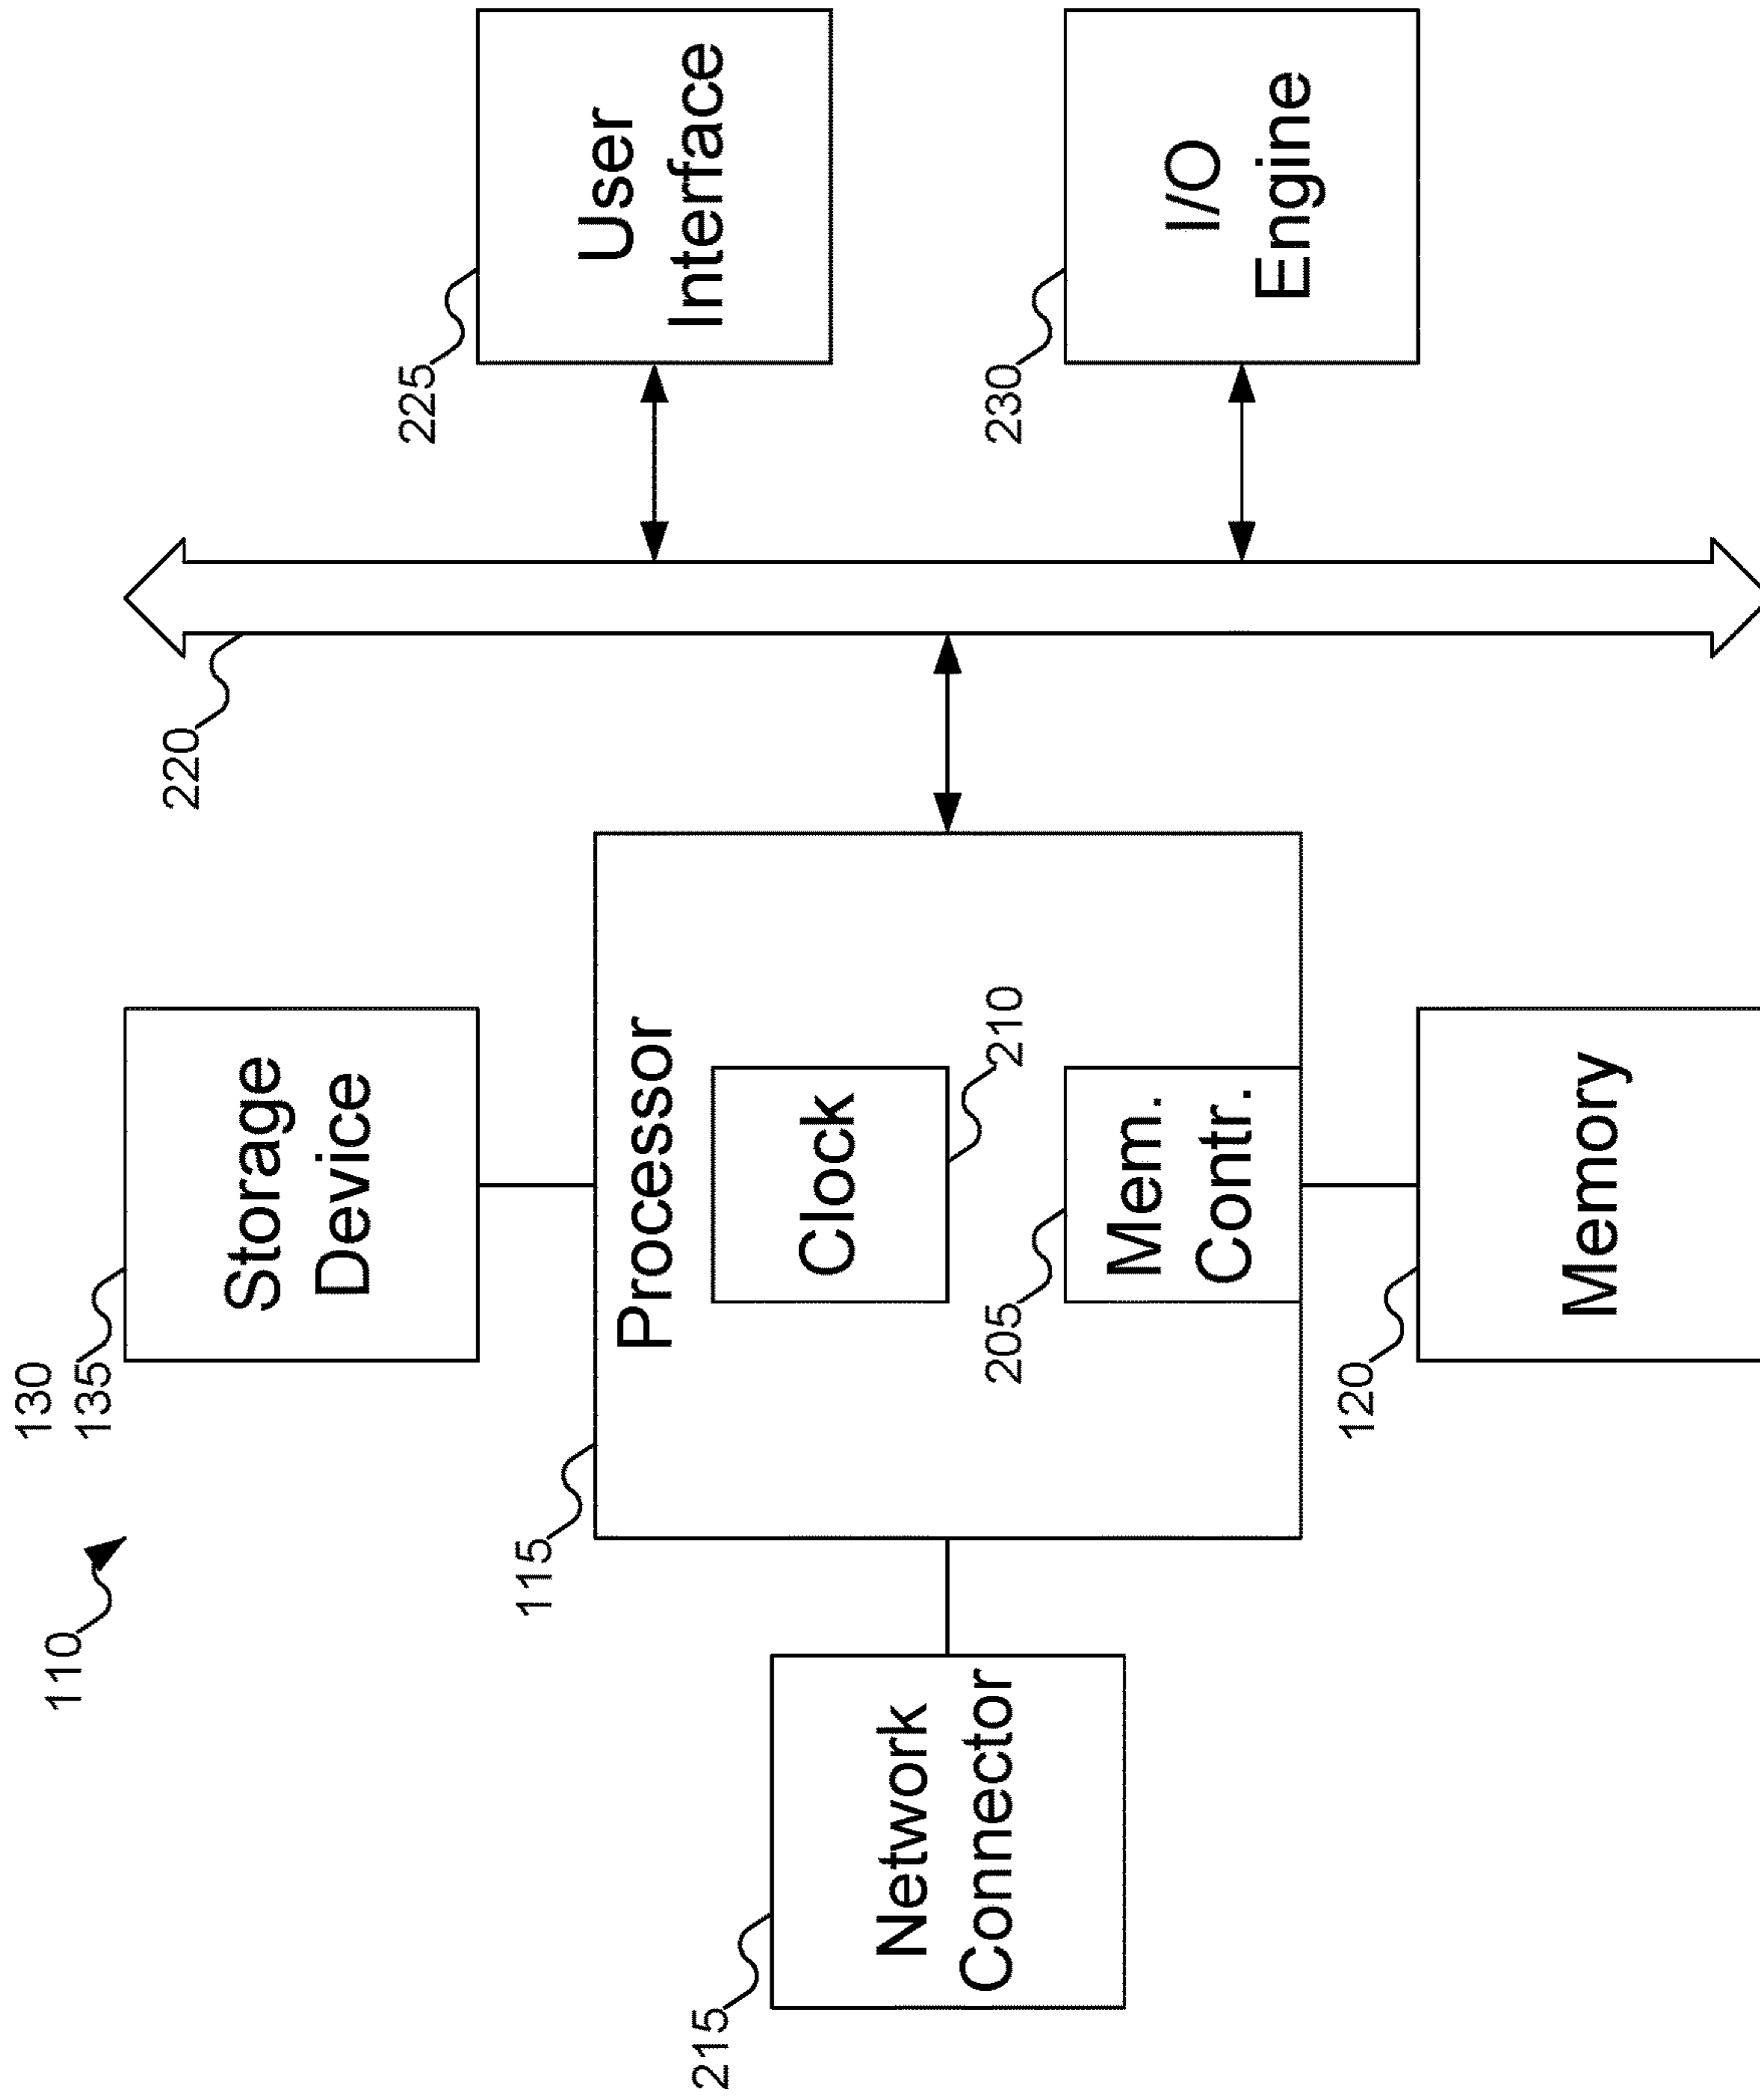 110
130
135
Storage
Device
220
225
User
Interface
115
Processor
215
Network
Connector
Clock
210
205
Mem.
Contr.
230
I/O
Engine
120
Memory